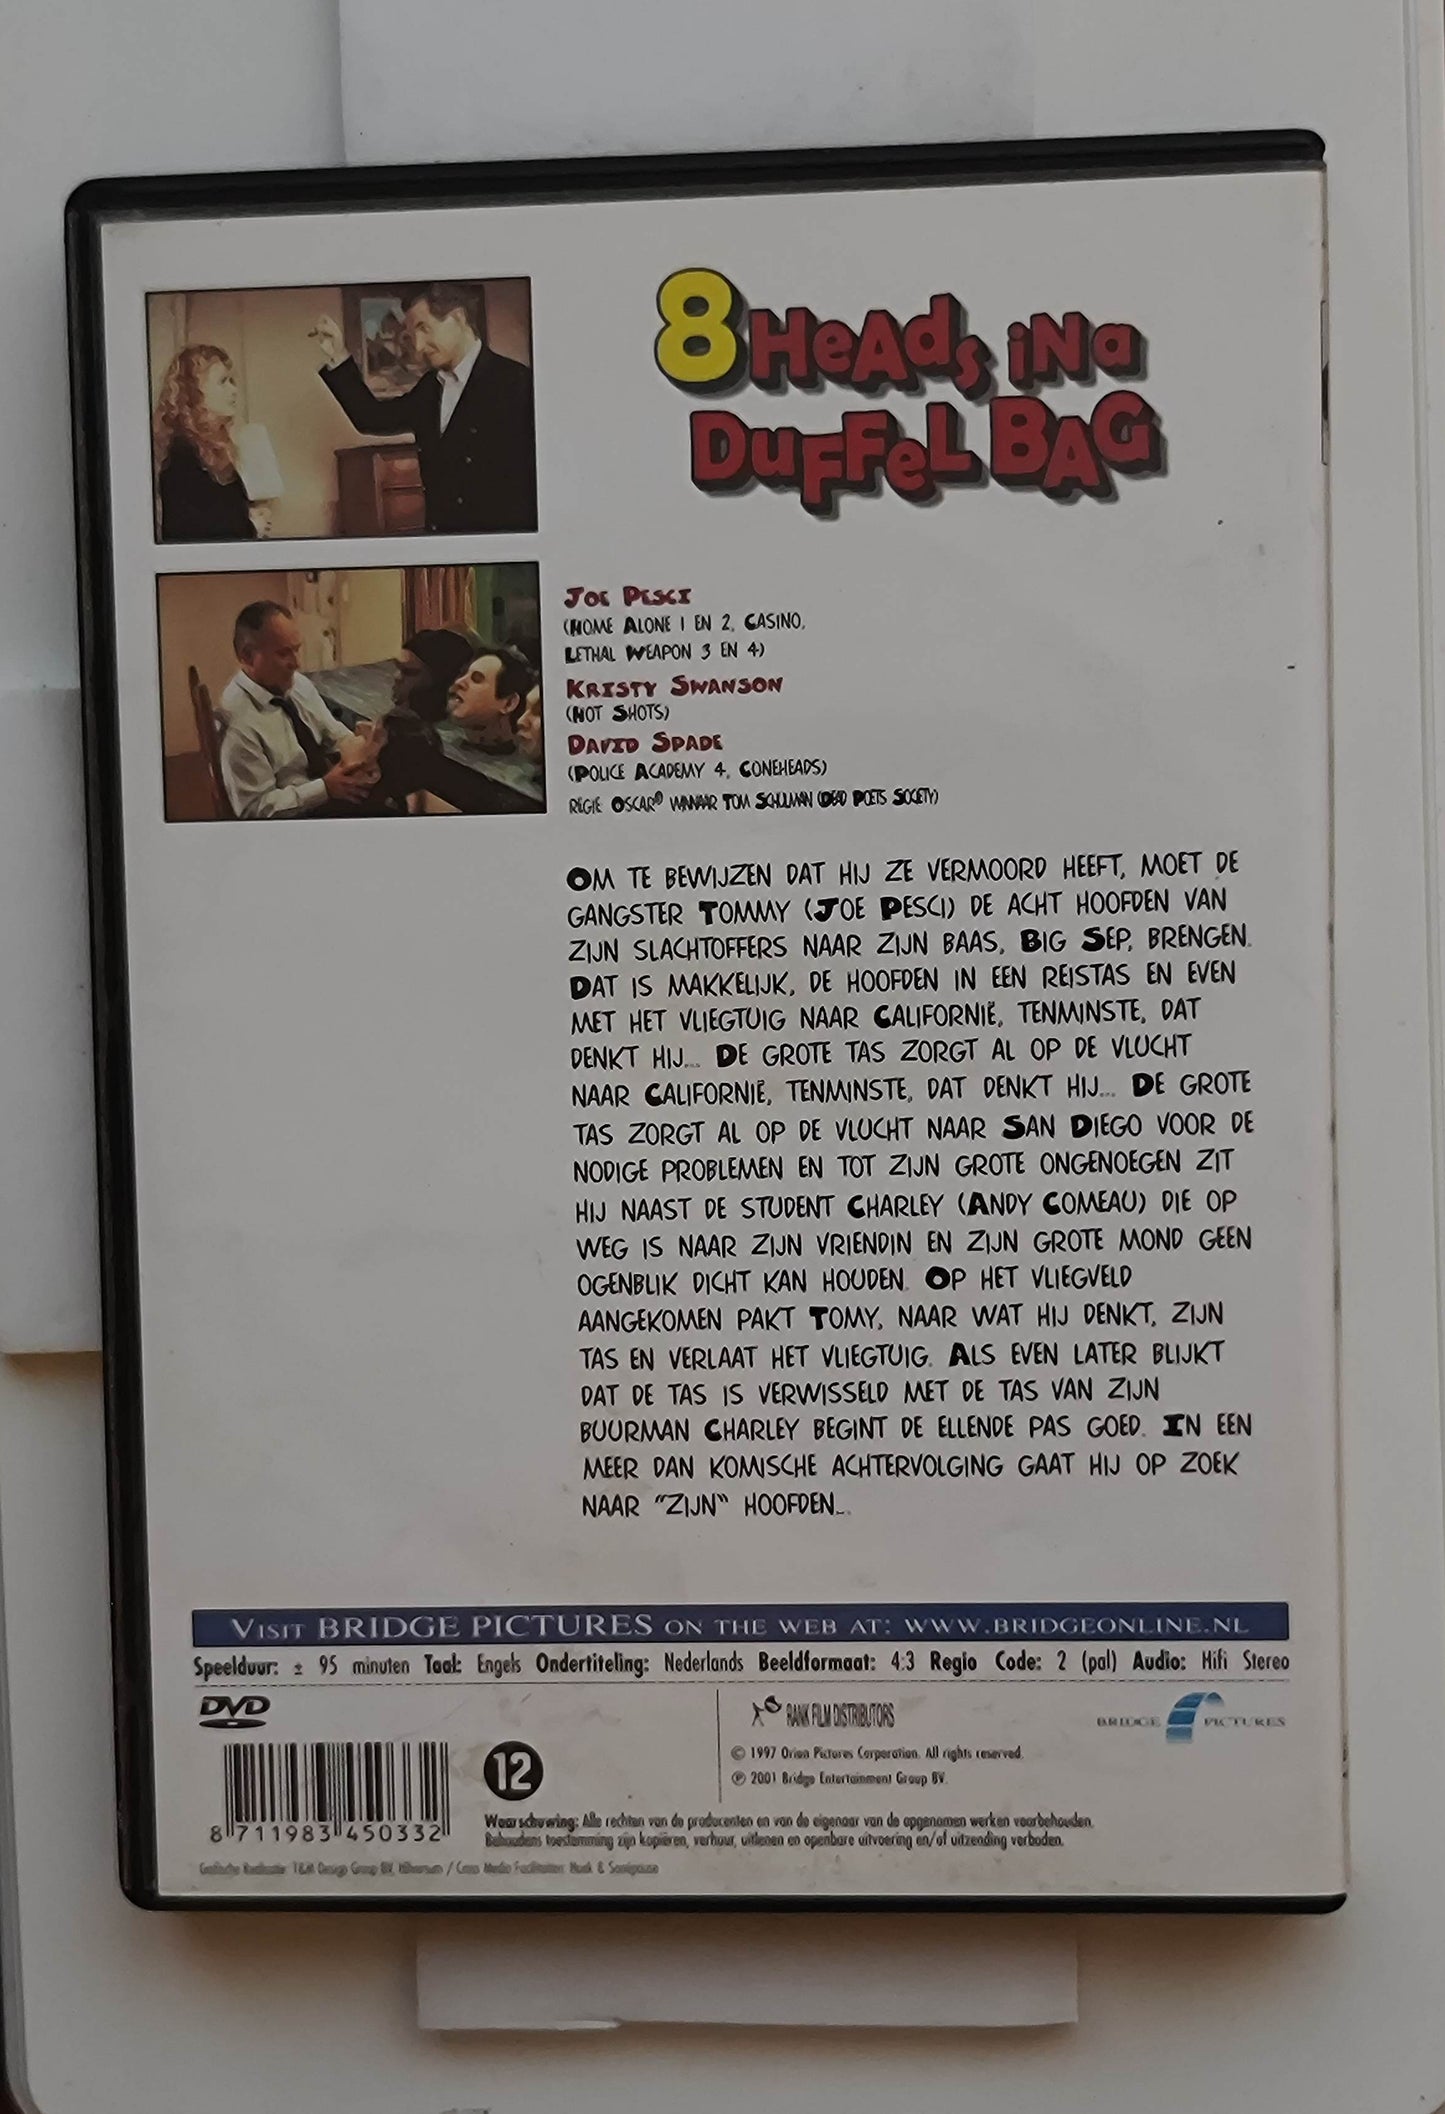 8 HEADS IN A
DUFFEL BAG
JOE PESCI
(HOME ALONE 1 EN 2, CASINO,
LETHAL WEAPON 3 EN 4)
KRISTY SWANSON
(HOT SHOTS)
DAVID SPADE
(POLICE ACADEMY 4, CONEHEADS)
REGIE: OSCAR® WINNAAR TOM SCHULMAN (DEAD POETS SOCIETY)
OM TE BEWIJZEN DAT HIJ ZE VERMOORD HEEFT, MOET DE
GANGSTER TOMMY (JOE PESCI) DE ACHT HOOFDEN VAN
ZIJN SLACHTOFFERS NAAR ZIJN BAAS, BIG SEP, BRENGEN.
DAT IS MAKKELIJK, DE HOOFDEN IN EEN REISTAS EN EVEN
MET HET VLIEGTUIG NAAR CALIFORNIË, TENMINSTE, DAT
DENKT HIJ... DE GROTE TAS ZORGT AL OP DE VLUCHT
NAAR CALIFORNIË, TENMINSTE, DAT DENKT HIJ... DE GROTE
TAS ZORGT AL OP DE VLUCHT NAAR SAN DIEGO VOOR DE
NODIGE PROBLEMEN EN TOT ZIJN GROTE ONGENOEGEN ZIT
HIJ NAAST DE STUDENT CHARLEY (ANDY COMEAU) DIE OP
WEG IS NAAR ZIJN VRIENDIN EN ZIJN GROTE MOND GEEN
OGENBLIK DICHT KAN HOUDEN. OP HET VLIEGVELD
AANGEKOMEN PAKT TOMY, NAAR WAT HIJ DENKT, ZIJN
TAS EN VERLAAT HET VLIEGTUIG. ALS EVEN LATER BLIJKT
DAT DE TAS IS VERWISSELD MET DE TAS VAN ZIJN
BUURMAN CHARLEY BEGINT DE ELLENDE PAS GOED. IN EEN
MEER DAN KOMISCHE ACHTERVOLGING GAAT HIJ OP ZOEK
NAAR "ZIJN" HOOFDEN...
VISIT BRIDGE PICTURES ON THE WEB AT: WWW.BRIDGEONLINE.NL
Speelduur: ± 95 minuten Taal: Engels Ondertiteling: Nederlands Beeldformaat: 4:3 Regio Code: 2 (pal) Audio: Hifi Stereo
DVD
RANK FILM DISTRIBUTORS
BRIDGE PICTURES
© 1997 Orion Pictures Corporation. All rights reserved.
℗ 2001 Bridge Entertainment Group BV.
12
8 711983 450332
Waarschuwing: Alle rechten van de producenten en van de eigenaar van de opgenomen werken voorbehouden.
Behoudens toestemming zijn kopiëren, verhuur, uitlenen en openbare uitvoering en/of uitzending verboden.
Grafische Realisatie: T&M Design Group BV, Hilversum / Cross Media Facilitation: